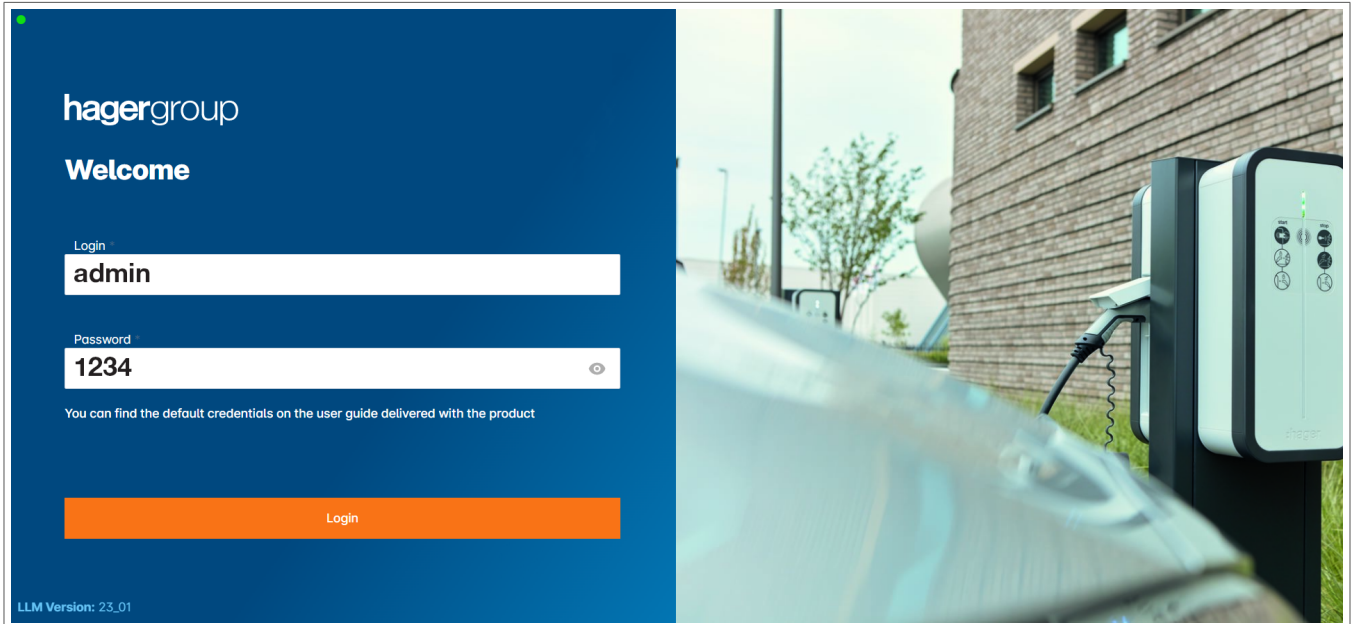 hagergroup
Welcome
Login *
admin
Password *
1234
You can find the default credentials on the user guide delivered with the product
Login
LLM Version: 23_01
start
stop
hager